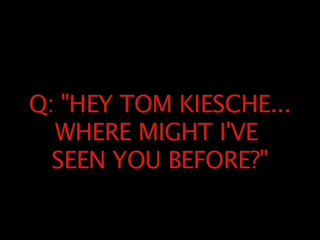 Q: "HEY TOM KIESCHE...
WHERE MIGHT I'VE
SEEN YOU BEFORE?"